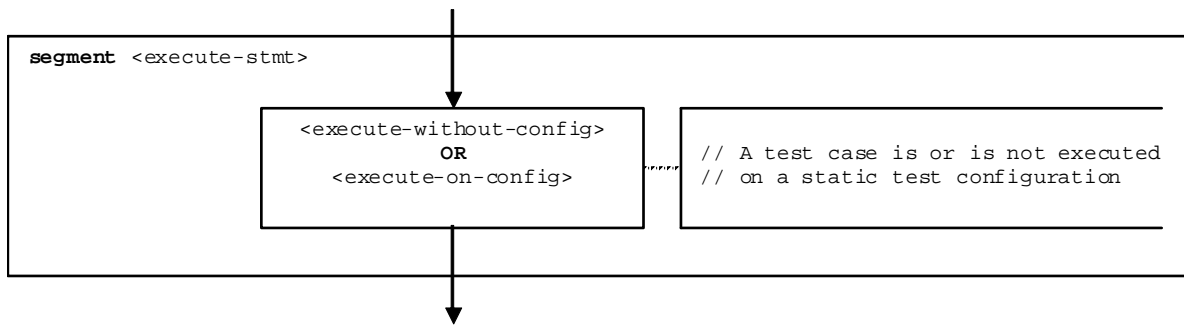 segment <execute-stmt>
<execute-without-config>
OR
<execute-on-config>
// A test case is or is not executed
// on a static test configuration